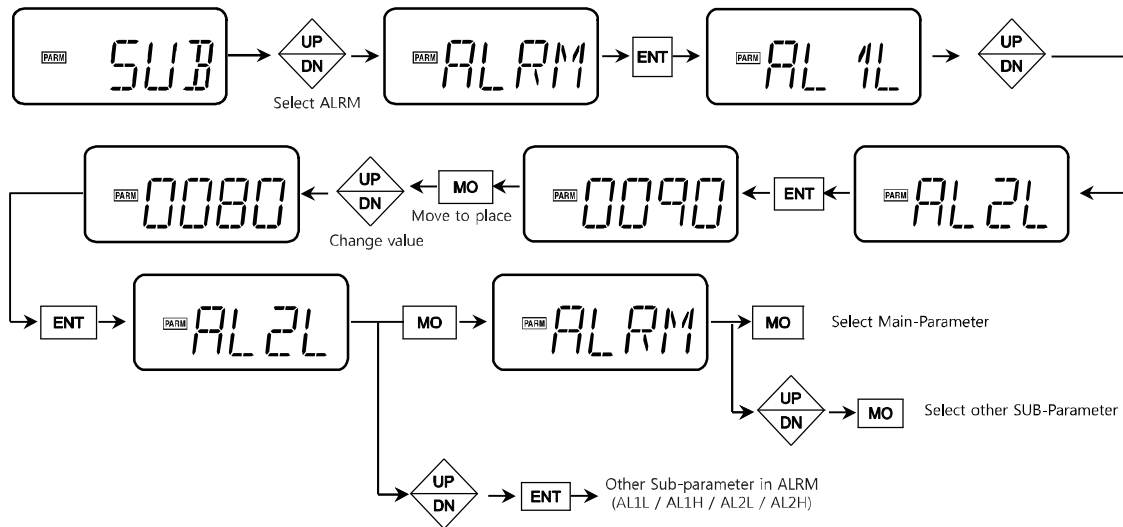 PARM SUB
UP
DN
Select ALRM
PARM ALRM
ENT
PARM AL1L
UP
DN
PARM 0080
UP
DN
Change value
MO
Move to place
PARM 0090
ENT
PARM AL2L
ENT
PARM AL2L
MO
PARM ALRM
MO
Select Main-Parameter
UP
DN
MO
Select other SUB-Parameter
UP
DN
ENT
Other Sub-parameter in ALRM
(AL1L / AL1H / AL2L / AL2H)